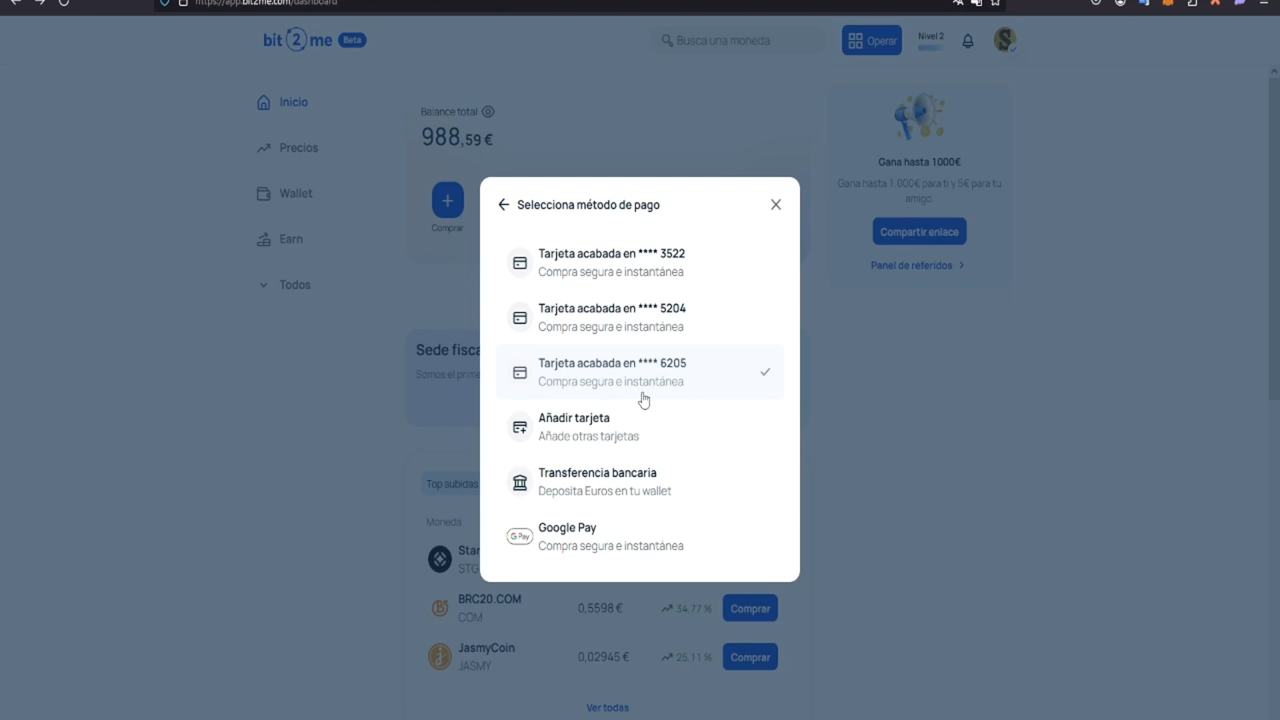 https://app.bit2me.com/dashboard
bit 2 me Beta
Busca una moneda
Operar
Nivel 2
Inicio
Precios
Wallet
Earn
Todos
Balance total
988,59 €
Comprar
Gana hasta 1000€
Gana hasta 1.000€ para ti y 5€ para tu
amigo.
Compartir enlace
Panel de referidos
Selecciona método de pago
Tarjeta acabada en **** 3522
Compra segura e instantánea
Tarjeta acabada en **** 5204
Compra segura e instantánea
Tarjeta acabada en **** 6205
Compra segura e instantánea
Añadir tarjeta
Añade otras tarjetas
Transferencia bancaria
Deposita Euros en tu wallet
G Pay
Google Pay
Compra segura e instantánea
Sede fisca
Somos el prime
Top subidas
Moneda
Star
STG
BRC20.COM
COM
0,5598 €
34,77 %
Comprar
JasmyCoin
JASMY
0,02945 €
25,11 %
Comprar
Ver todas